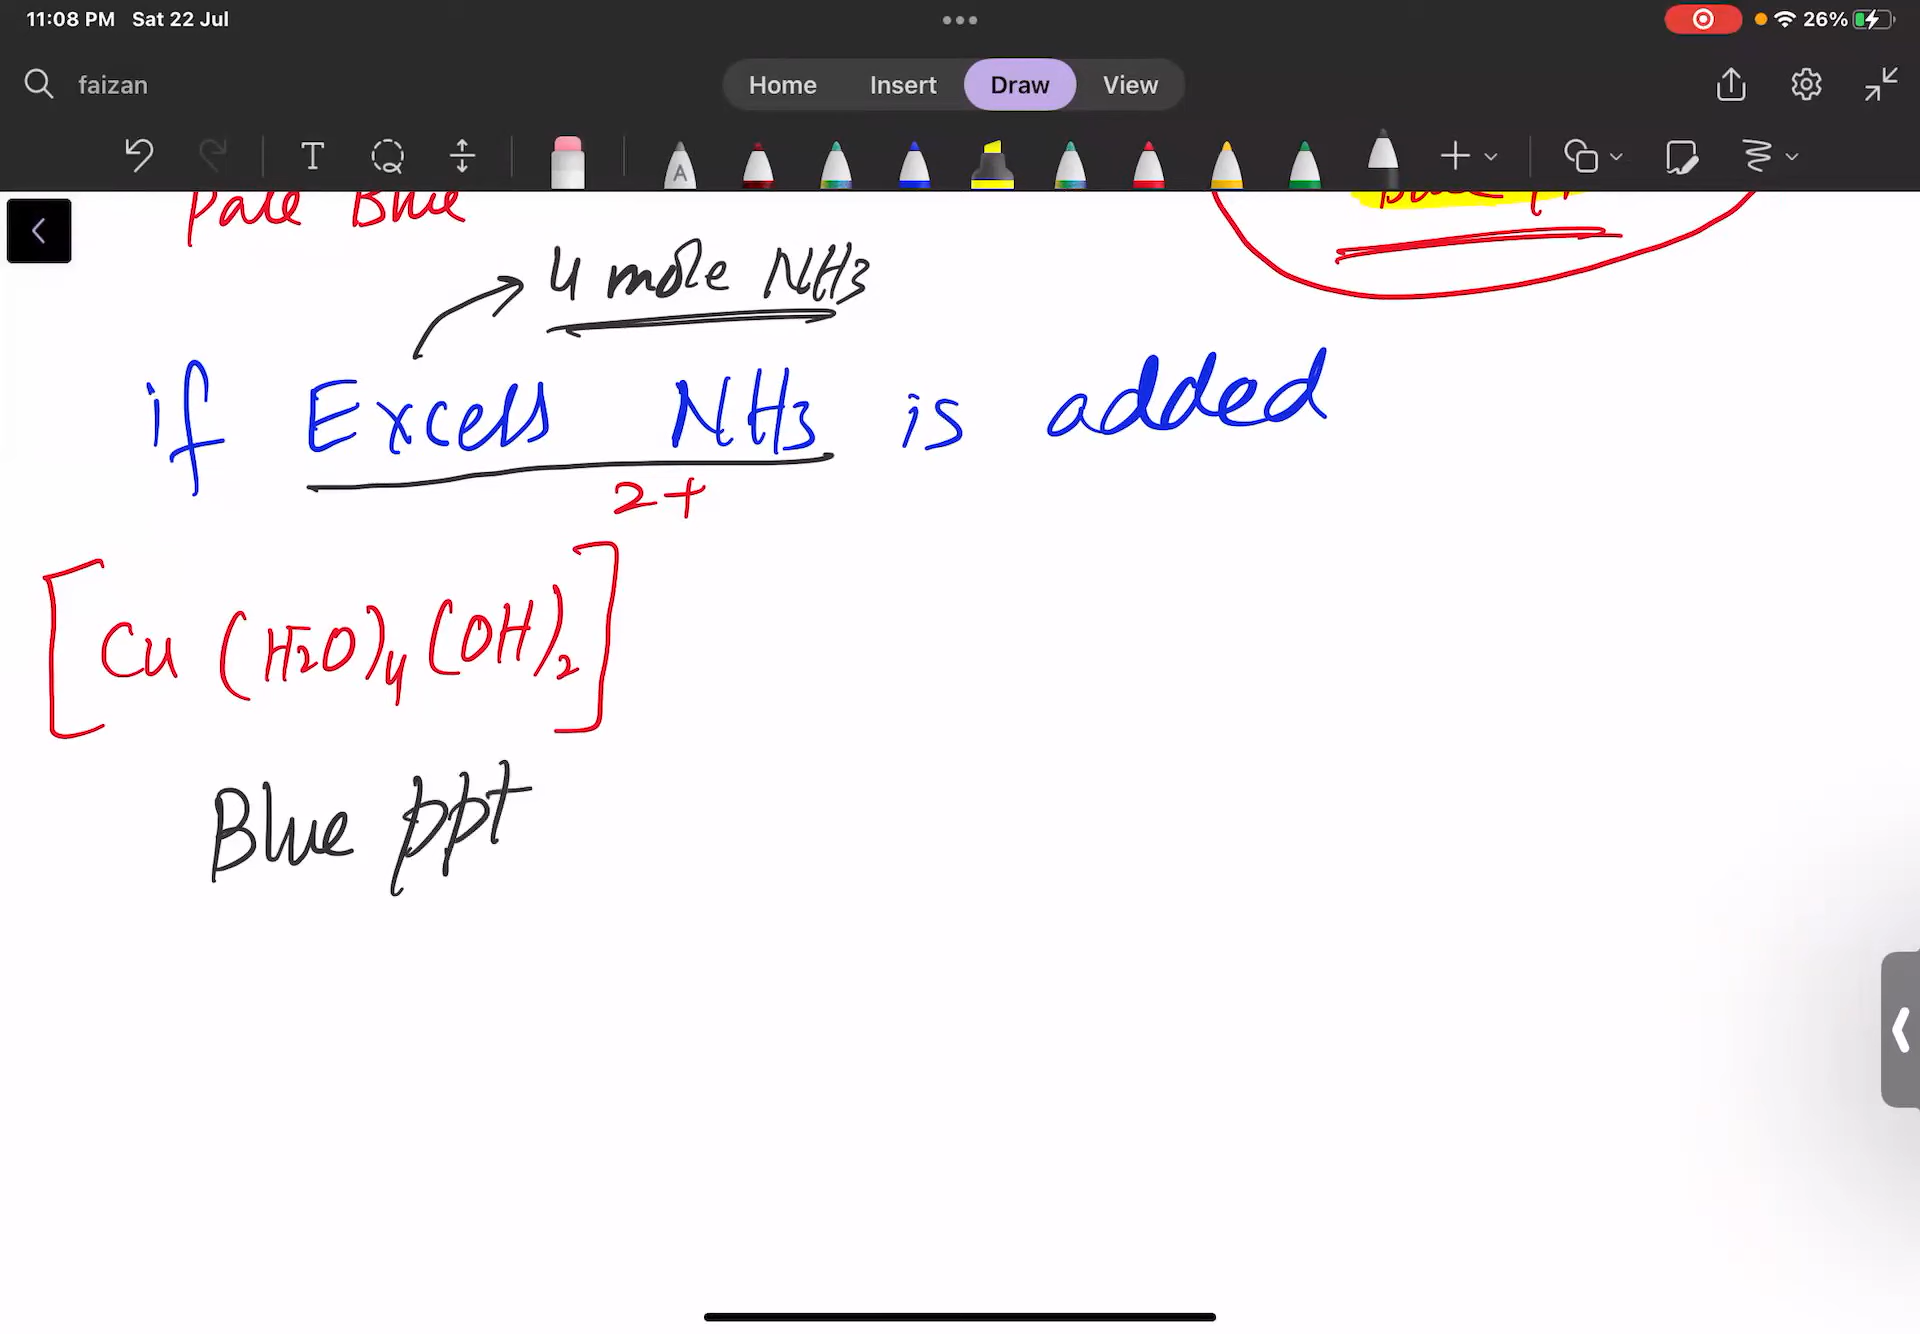 11:08 PM Sat 22 Jul
26%
faizan
Home Insert Draw View
T
A
Pale Blue
4 mole NH3
if Excess NH3 is added
2+
[Cu (H2O)4 (OH)2]
Blue ppt